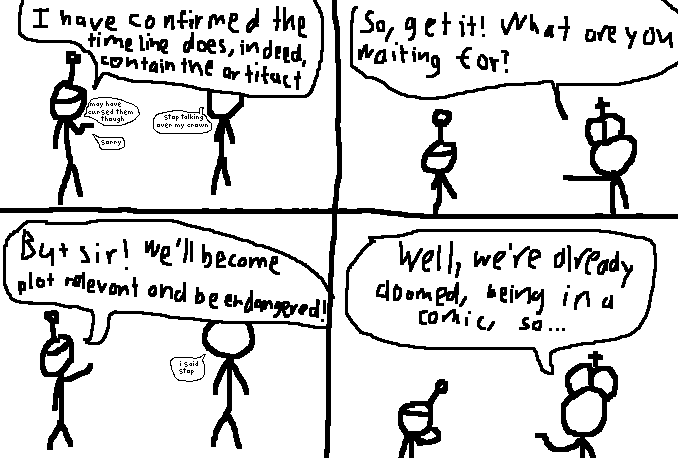 I have confirmed the
timeline does, indeed,
contain the artifact
may have
cursed them
though
Sorry
Stop talking
over my crown
So, get it! What are you
waiting for?
But sir! We'll become
plot relevant and be endangered!
i said
stop
Well, we're already
doomed, being in a
comic, so...